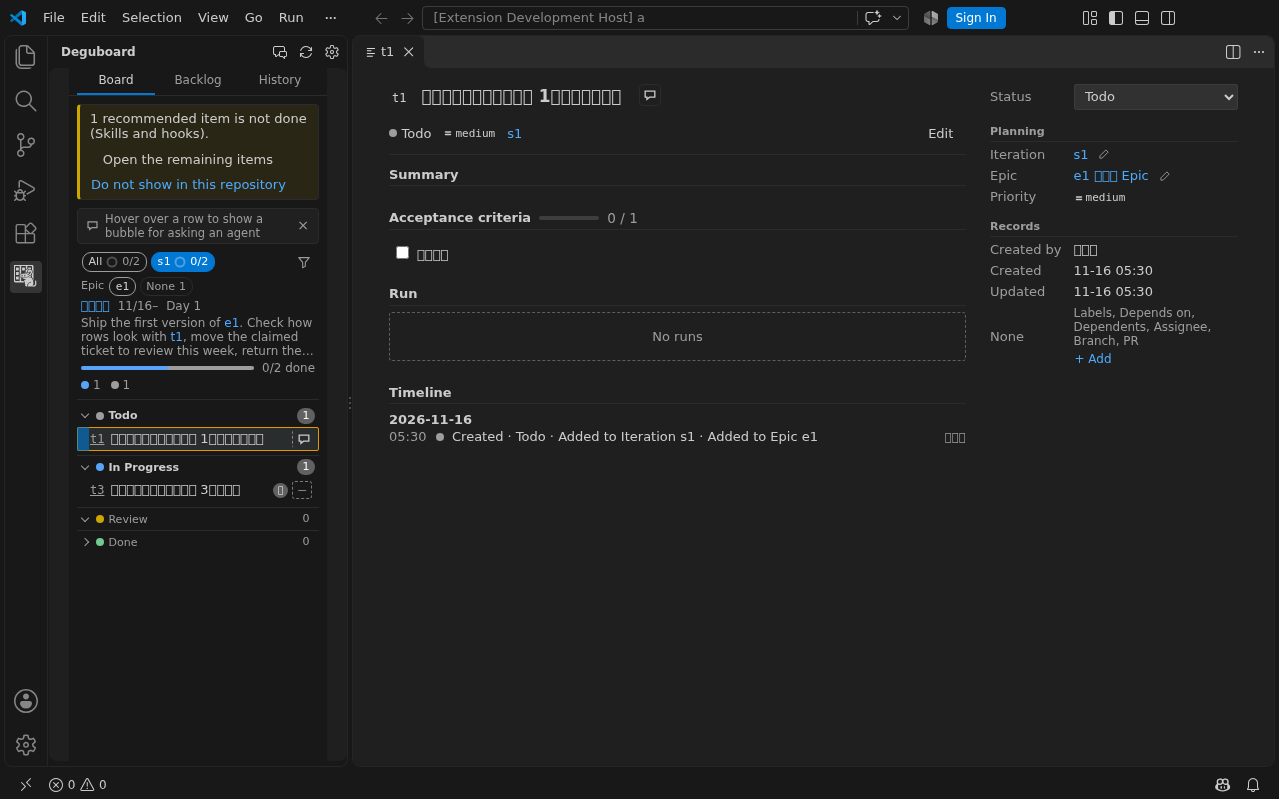 File Edit Selection View Go Run ···
[Extension Development Host] a
Sign In
Deguboard
Board Backlog History
1 recommended item is not done
(Skills and hooks).
Open the remaining items
Do not show in this repository
Hover over a row to show a
bubble for asking an agent
All 0/2 s1 0/2
Epic e1 None 1
11/16– Day 1
Ship the first version of e1. Check how
rows look with t1, move the claimed
ticket to review this week, return the…
0/2 done
1 1
Todo 1
t1 1
In Progress 1
t3 3
Review 0
Done 0
t1
t1 1
Todo medium s1 Edit
Summary
Acceptance criteria 0 / 1
Run
No runs
Timeline
2026-11-16
05:30 Created · Todo · Added to Iteration s1 · Added to Epic e1
Status Todo
Planning
Iteration s1
Epic e1 Epic
Priority medium
Records
Created by
Created 11-16 05:30
Updated 11-16 05:30
None Labels, Depends on,
Dependents, Assignee,
Branch, PR
+ Add
0 0